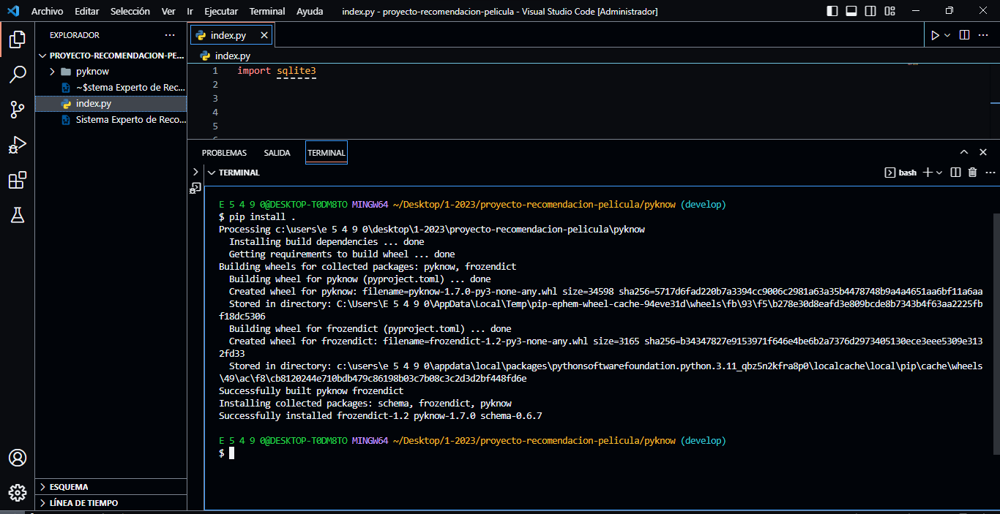 Archivo Editar Selección Ver Ir Ejecutar Terminal Ayuda index.py - proyecto-recomendacion-pelicula - Visual Studio Code [Administrador]
EXPLORADOR
PROYECTO-RECOMENDACION-PE...
pyknow
~$stema Experto de Rec...
index.py
Sistema Experto de Reco...
ESQUEMA
LÍNEA DE TIEMPO
index.py
index.py
1 import sqlite3
2
3
4
5
6
PROBLEMAS SALIDA TERMINAL
TERMINAL
bash
E 5 4 9 0@DESKTOP-T0DM8TO MINGW64 ~/Desktop/1-2023/proyecto-recomendacion-pelicula/pyknow (develop)
$ pip install .
Processing c:\users\e 5 4 9 0\desktop\1-2023\proyecto-recomendacion-pelicula\pyknow
Installing build dependencies ... done
Getting requirements to build wheel ... done
Building wheels for collected packages: pyknow, frozendict
Building wheel for pyknow (pyproject.toml) ... done
Created wheel for pyknow: filename=pyknow-1.7.0-py3-none-any.whl size=34598 sha256=5717d6fad220b7a3394cc9006c2981a63a35b4478748b9a4a4651aa6bf11a6aa
Stored in directory: C:\Users\E 5 4 9 0\AppData\Local\Temp\pip-ephem-wheel-cache-94eve31d\wheels\fb\93\f5\b278e30d8eafd3e809bcde8b7343b4f63aa2225fb
f18dc5306
Building wheel for frozendict (pyproject.toml) ... done
Created wheel for frozendict: filename=frozendict-1.2-py3-none-any.whl size=3165 sha256=b34347827e9153971f646e4be6b2a7376d2973405130ece3eee5309e313
2fd33
Stored in directory: c:\users\e 5 4 9 0\appdata\local\packages\pythonsoftwarefoundation.python.3.11_qbz5n2kfra8p0\localcache\local\pip\cache\wheels
\49\ac\f8\cb8120244e710bdb479c86198b03c7b08c3c2d3d2bf448fd6e
Successfully built pyknow frozendict
Installing collected packages: schema, frozendict, pyknow
Successfully installed frozendict-1.2 pyknow-1.7.0 schema-0.6.7
E 5 4 9 0@DESKTOP-T0DM8TO MINGW64 ~/Desktop/1-2023/proyecto-recomendacion-pelicula/pyknow (develop)
$